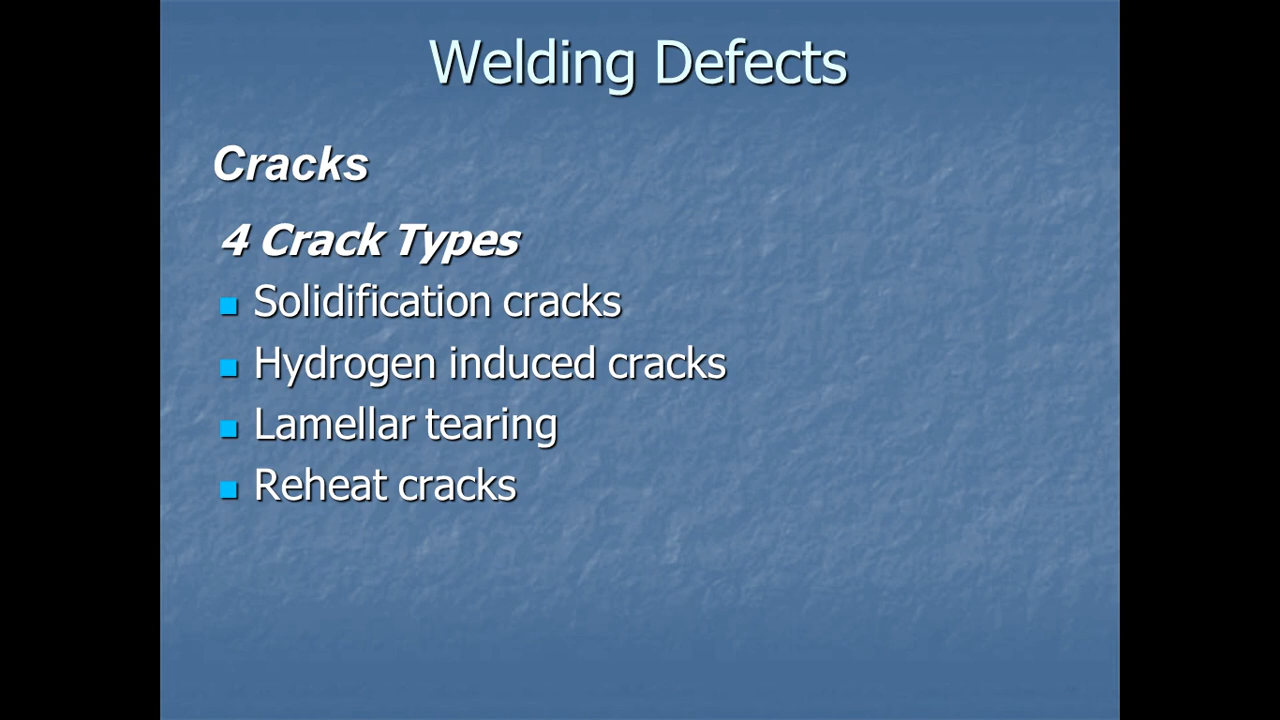 Welding Defects
Cracks
4 Crack Types
Solidification cracks
Hydrogen induced cracks
Lamellar tearing
Reheat cracks